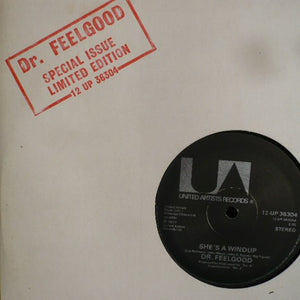 Dr. FEELGOOD
SPECIAL ISSUE
LIMITED EDITION
12 UP 36304
UA
UNITED ARTISTS RECORDS
12-UP 36304
STEREO
SHE'S A WINDUP
DR. FEELGOOD